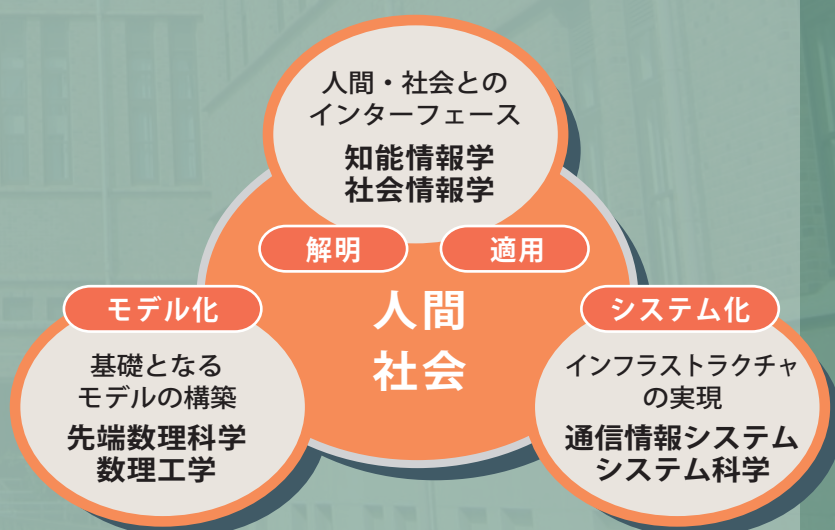 人間・社会との
インターフェース
知能情報学
社会情報学
解明
適用
人間
社会
モデル化
基礎となる
モデルの構築
先端数理科学
数理工学
システム化
インフラストラクチャ
の実現
通信情報システム
システム科学